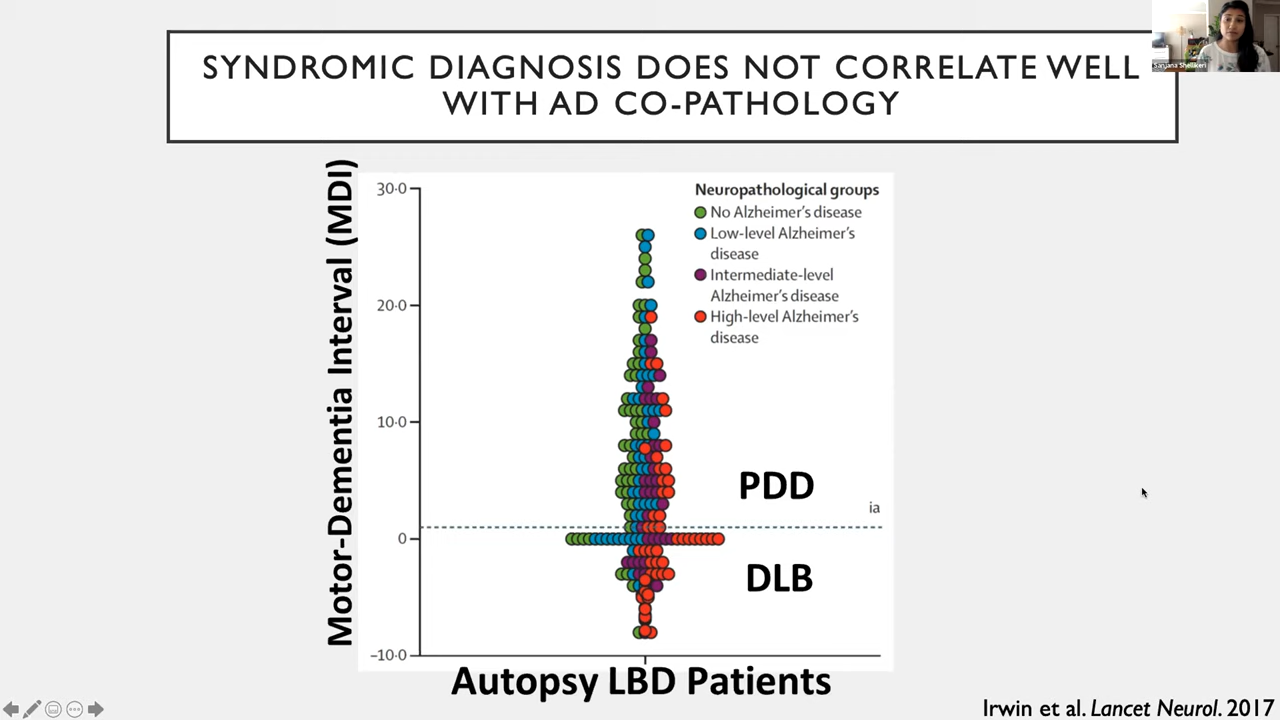 SYNDROMIC DIAGNOSIS DOES NOT CORRELATE WELL
WITH AD CO-PATHOLOGY
Sanjana Shellikeri
Motor-Dementia Interval (MDI)
30·0
20·0
10·0
0
–10·0
Neuropathological groups
No Alzheimer's disease
Low-level Alzheimer's
disease
Intermediate-level
Alzheimer's disease
High-level Alzheimer's
disease
PDD
ia
DLB
Autopsy LBD Patients
Irwin et al. Lancet Neurol. 2017